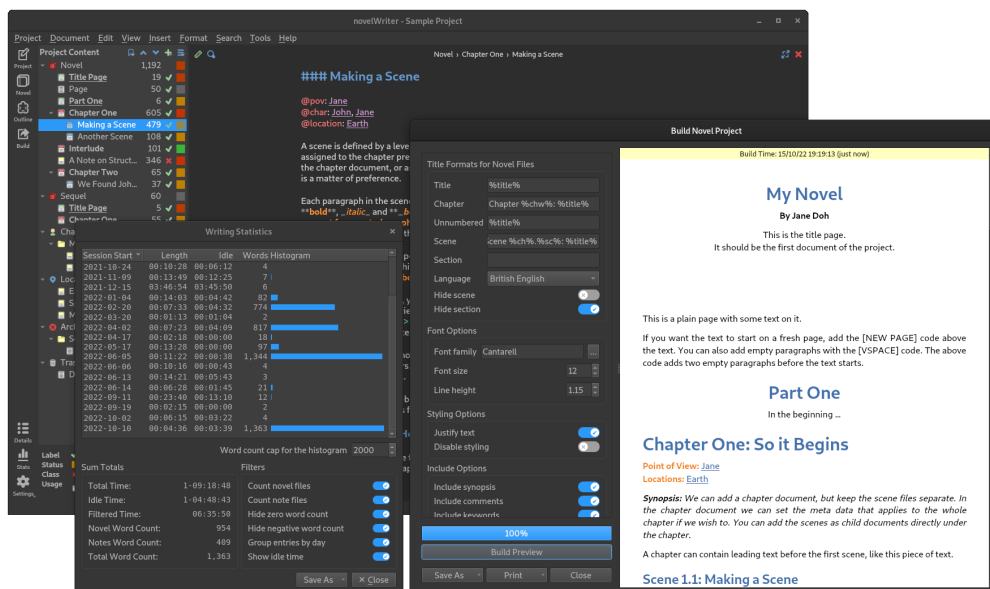 novelWriter - Sample Project
Project Document Edit View Insert Format Search Tools Help
Project Content
Novel › Chapter One › Making a Scene
Project
Novel
Outline
Build
Details
Stats
Settings
Novel 1,192
Title Page 19
Page 50
Part One 6
Chapter One 605
Making a Scene 479
Another Scene 108
Interlude 101
A Note on Struct... 346
Chapter Two 65
We Found Joh... 37
Sequel 60
Title Page 5
Chapter One 55
Label
Status
Class
Usage
### Making a Scene
@pov: Jane
@char: John, Jane
@location: Earth
A scene is defined by a leve
assigned to the chapter pre
the chapter document, or a
is a matter of preference.
Each paragraph in the scen
**bold**, _italic_ and **_b
Writing Statistics
Session Start Length Idle Words Histogram
2021-10-24 00:10:28 00:06:12 4
2021-11-09 00:13:49 00:12:25 7
2021-12-15 03:46:54 03:45:50 6
2022-01-04 00:14:03 00:04:42 82
2022-02-20 00:07:33 00:04:32 774
2022-03-20 00:01:13 00:01:04 2
2022-04-02 00:07:23 00:04:09 817
2022-04-17 00:02:18 00:00:00 18
2022-05-17 00:13:28 00:00:00 97
2022-06-05 00:11:22 00:00:38 1,344
2022-06-06 00:10:16 00:00:43 4
2022-06-13 00:14:21 00:05:43 3
2022-06-14 00:06:28 00:01:45 21
2022-09-11 00:23:40 00:13:10 12
2022-09-19 00:02:15 00:00:00 2
2022-10-02 00:06:15 00:03:22 4
2022-10-10 00:04:36 00:03:39 1,363
Word count cap for the histogram 2000
Sum Totals
Total Time: 1-09:18:48
Idle Time: 1-04:48:43
Filtered Time: 06:35:50
Novel Word Count: 954
Notes Word Count: 409
Total Word Count: 1,363
Filters
Count novel files
Count note files
Hide zero word count
Hide negative word count
Group entries by day
Show idle time
Save As
Close
Build Novel Project
Title Formats for Novel Files
Title %title%
Chapter Chapter %chw%: %title%
Unnumbered %title%
Scene cene %ch%.%sc%: %title%
Section
Language British English
Hide scene
Hide section
Font Options
Font family Cantarell ...
Font size 12
Line height 1.15
Styling Options
Justify text
Disable styling
Include Options
Include synopsis
Include comments
Include keywords
100%
Build Preview
Save As
Print
Close
Build Time: 15/10/22 19:19:13 (just now)
My Novel
By Jane Doh
This is the title page.
It should be the first document of the project.
This is a plain page with some text on it.
If you want the text to start on a fresh page, add the [NEW PAGE] code above
the text. You can also add empty paragraphs with the [VSPACE] code. The above
code adds two empty paragraphs before the text starts.
Part One
In the beginning ...
Chapter One: So it Begins
Point of View: Jane
Locations: Earth
Synopsis: We can add a chapter document, but keep the scene files separate. In
the chapter document we can set the meta data that applies to the whole
chapter if we wish to. You can add the scenes as child documents directly under
the chapter.
A chapter can contain leading text before the first scene, like this piece of text.
Scene 1.1: Making a Scene